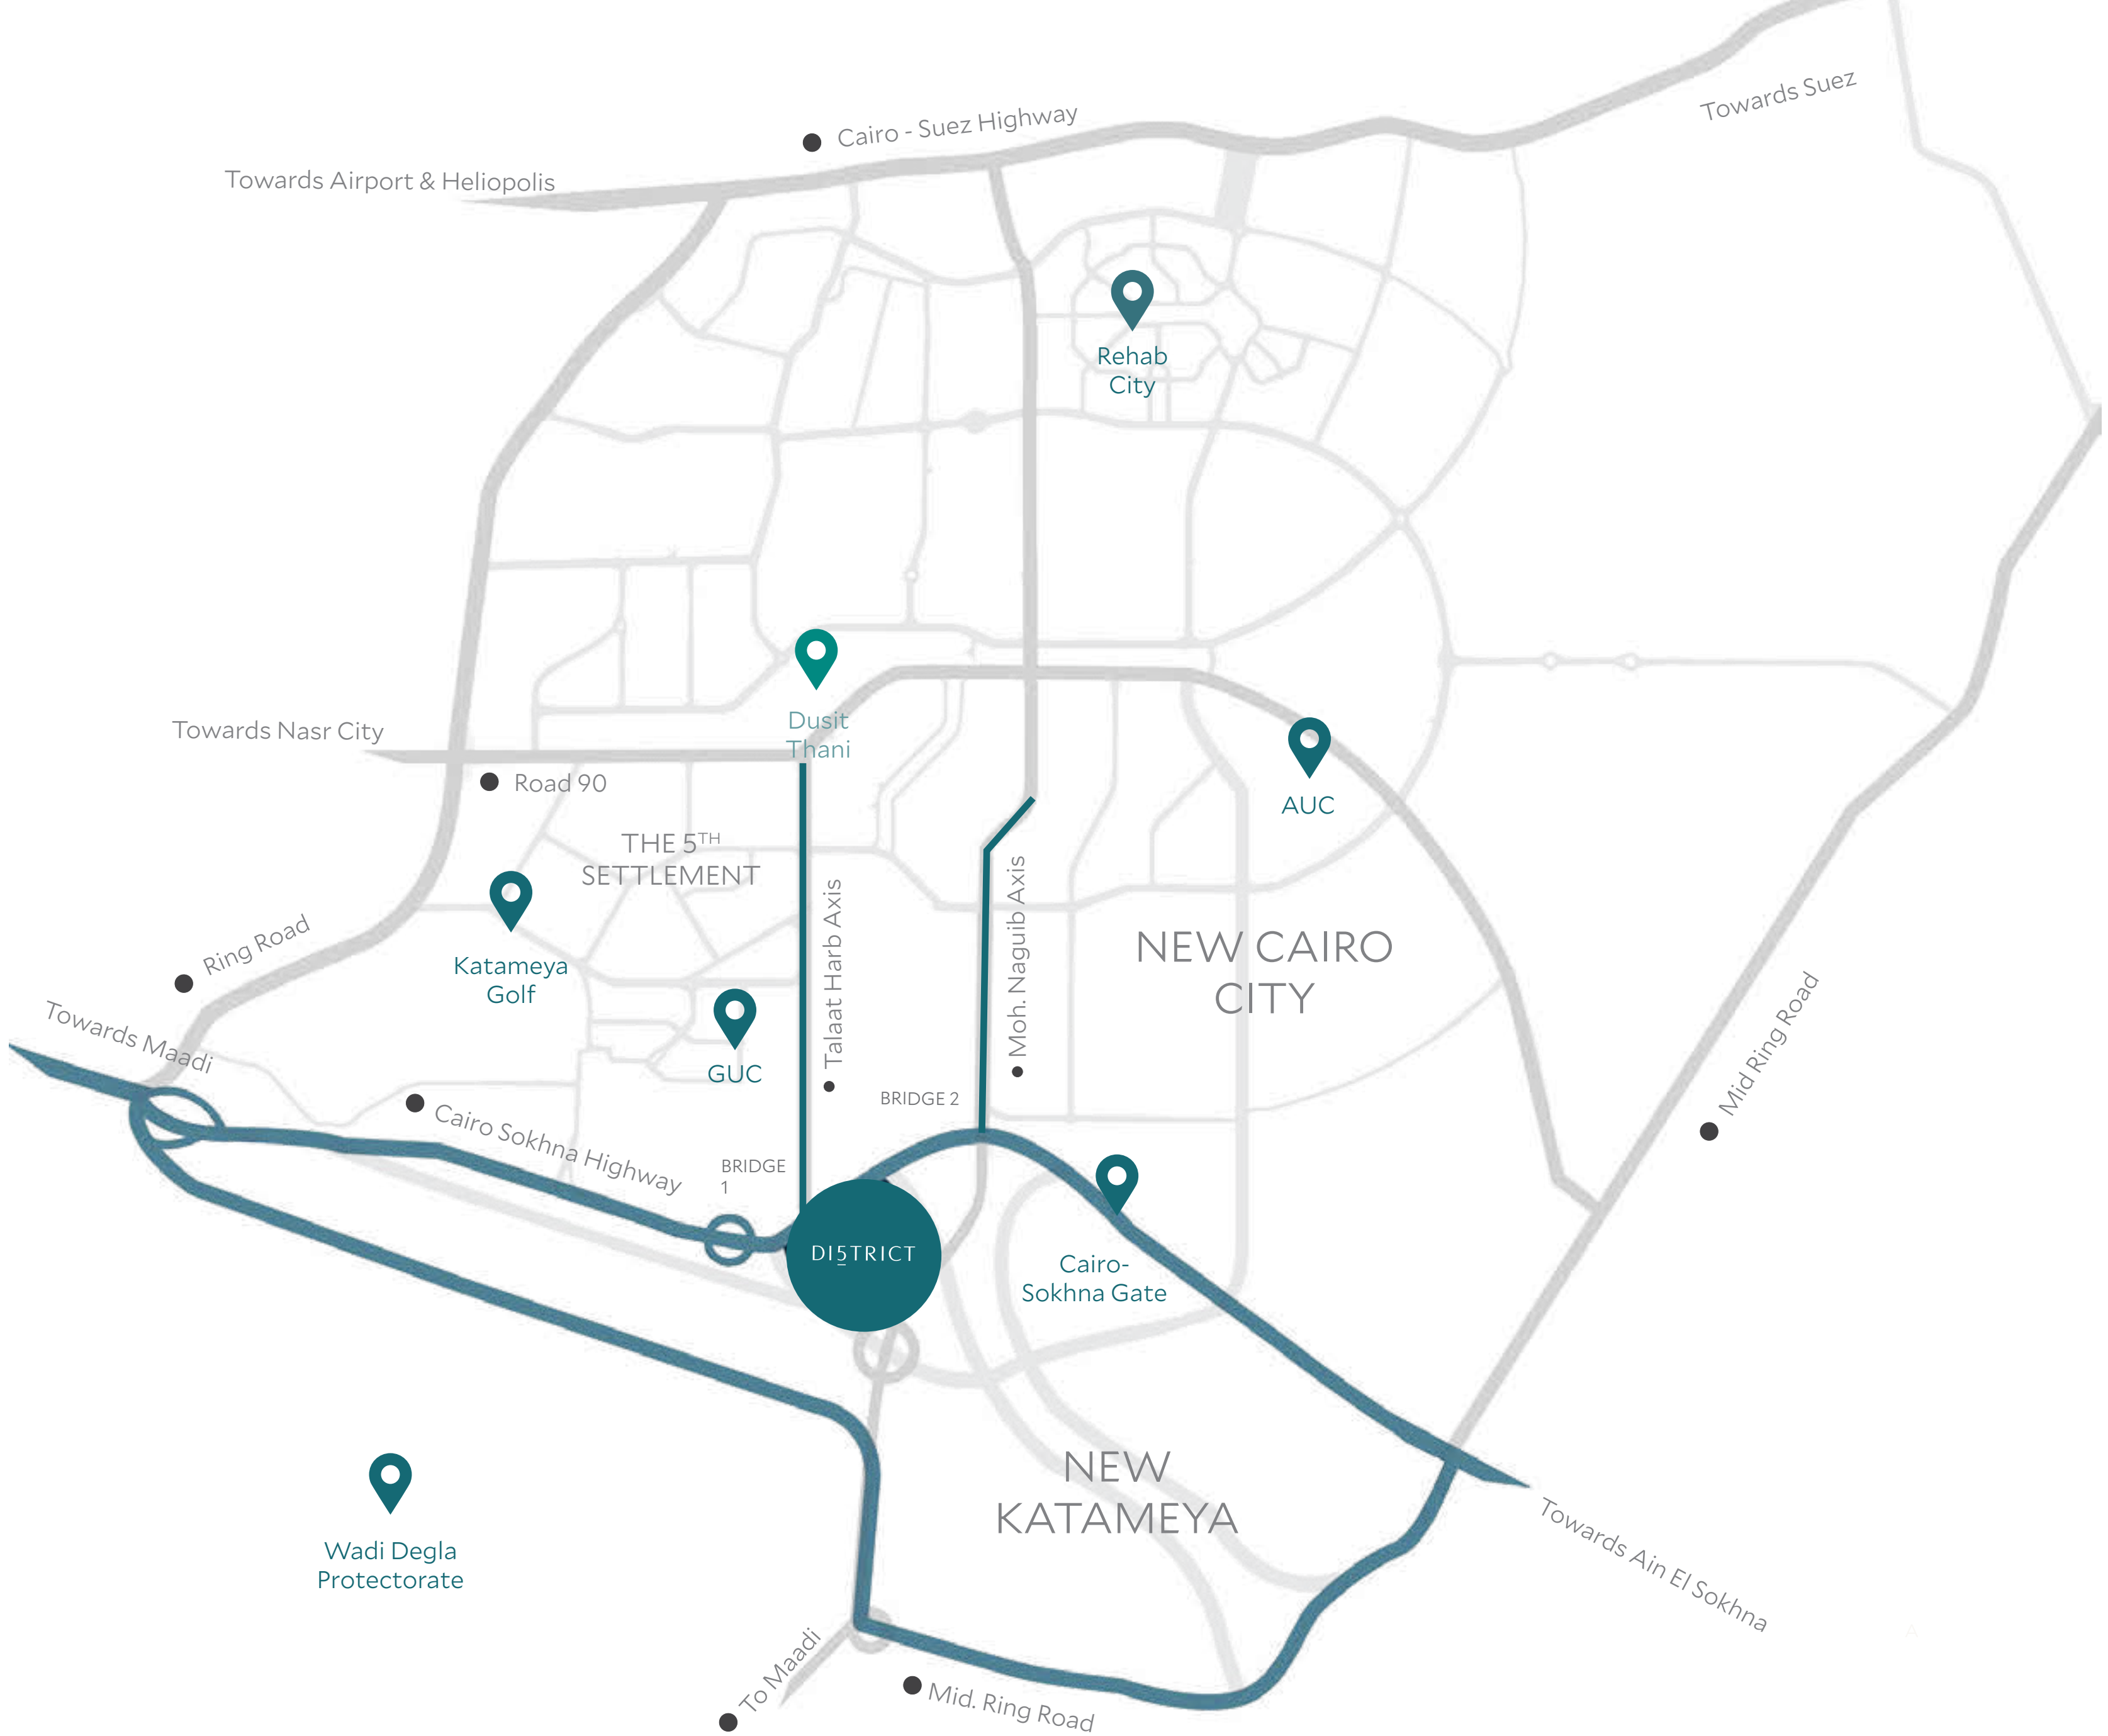 Towards Suez
Cairo - Suez Highway
Towards Airport & Heliopolis
Rehab
City
Dusit
Thani
Towards Nasr City
Road 90
AUC
THE 5TH
SETTLEMENT
Katameya
Golf
Ring Road
Talaat Harb Axis
Moh. Naguib Axis
NEW CAIRO
CITY
Towards Maadi
GUC
Mid Ring Road
BRIDGE 2
Cairo Sokhna Highway
BRIDGE
1
DI5TRICT
Cairo-
Sokhna Gate
NEW
KATAMEYA
Wadi Degla
Protectorate
Towards Ain El Sokhna
To Maadi
Mid. Ring Road